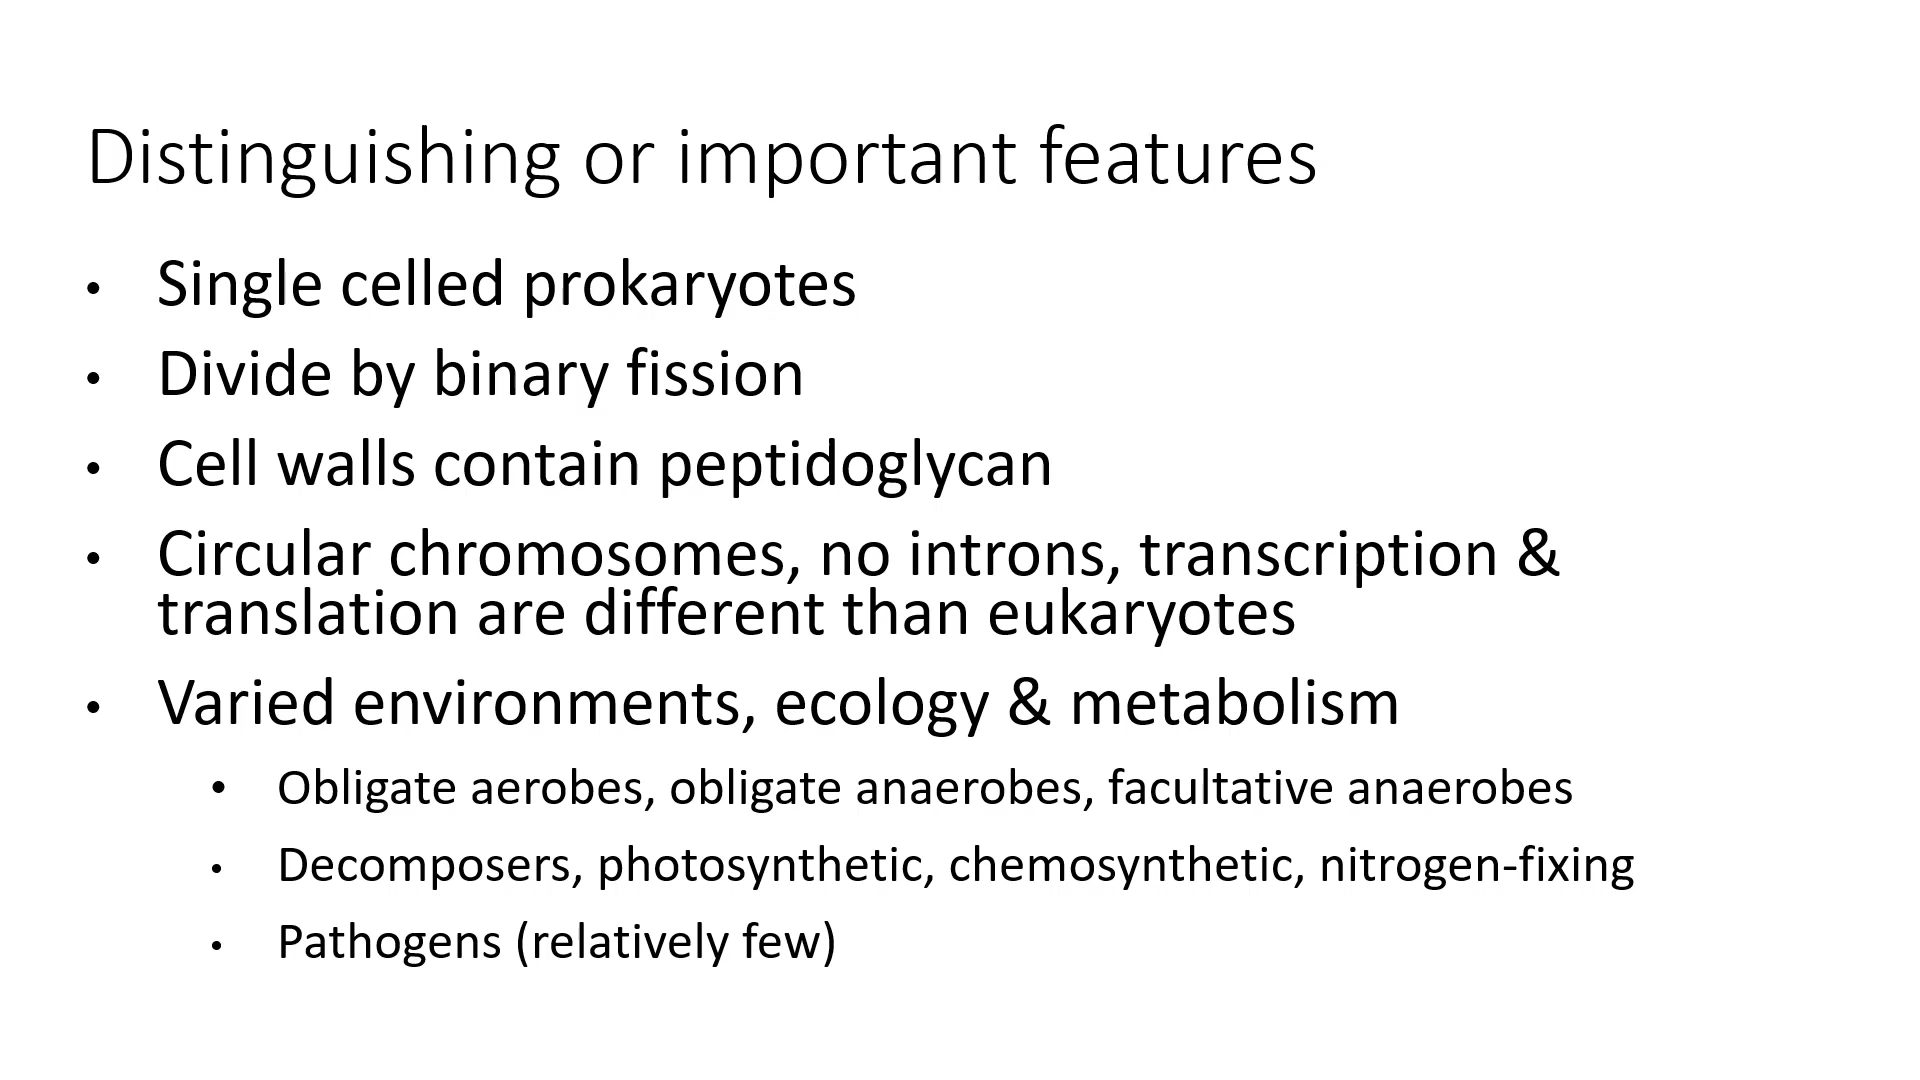 Distinguishing or important features
• Single celled prokaryotes
• Divide by binary fission
• Cell walls contain peptidoglycan
• Circular chromosomes, no introns, transcription &
translation are different than eukaryotes
• Varied environments, ecology & metabolism
• Obligate aerobes, obligate anaerobes, facultative anaerobes
• Decomposers, photosynthetic, chemosynthetic, nitrogen-fixing
• Pathogens (relatively few)